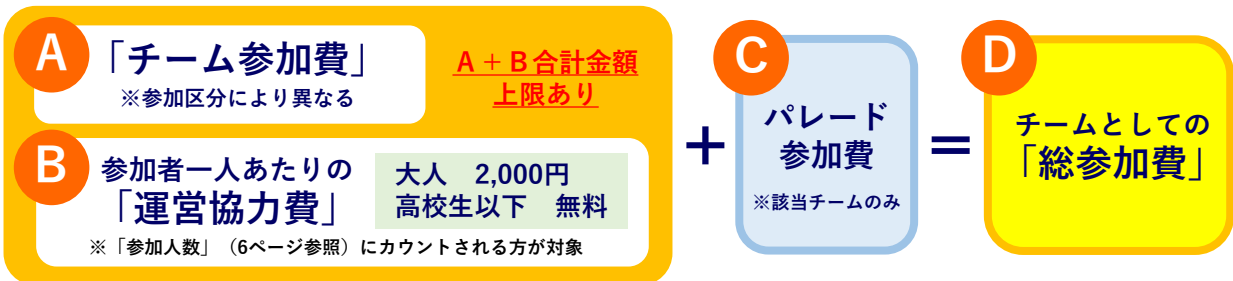 A
「チーム参加費」
※参加区分により異なる
A+B合計金額
上限あり
B
参加者一人あたりの
「運営協力費」
大人 2,000円
高校生以下 無料
※「参加人数」(6ページ参照)にカウントされる方が対象
+
C
パレード
参加費
※該当チームのみ
=
D
チームとしての
「総参加費」